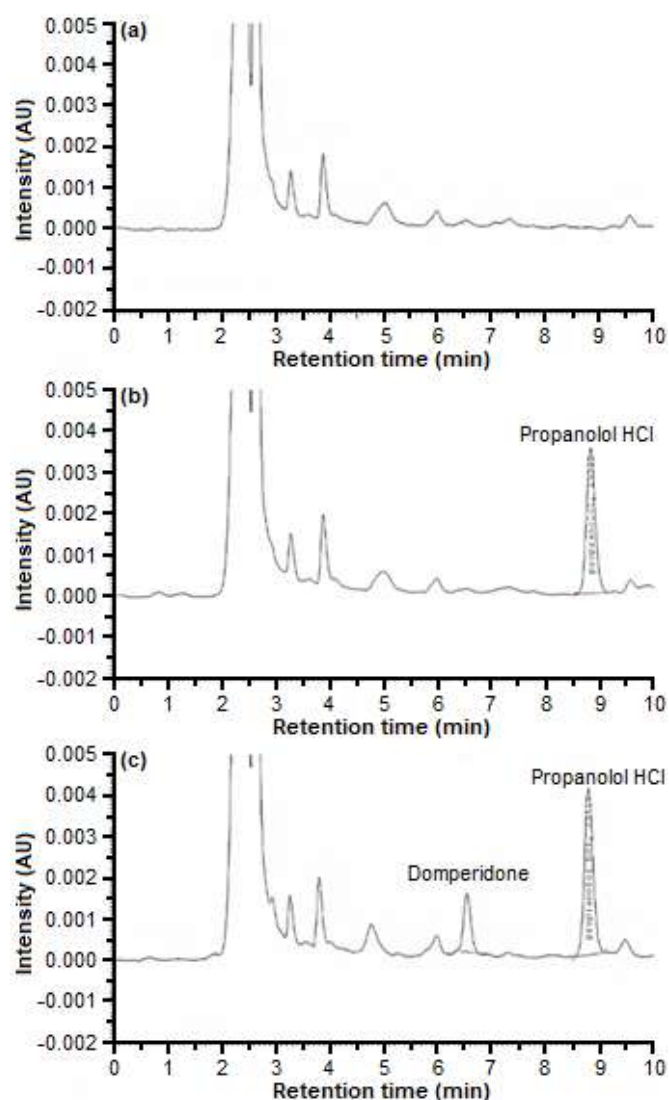 (a)
0.005
0.004
0.003
0.002
0.001
0.000
-0.001
-0.002
Intensity (AU)
0 1 2 3 4 5 6 7 8 9 10
Retention time (min)
(b)
Propanolol HCl
0.005
0.004
0.003
0.002
0.001
0.000
-0.001
-0.002
Intensity (AU)
0 1 2 3 4 5 6 7 8 9 10
Retention time (min)
(c)
Propanolol HCl
Domperidone
0.005
0.004
0.003
0.002
0.001
0.000
-0.001
-0.002
Intensity (AU)
0 1 2 3 4 5 6 7 8 9 10
Retention time (min)